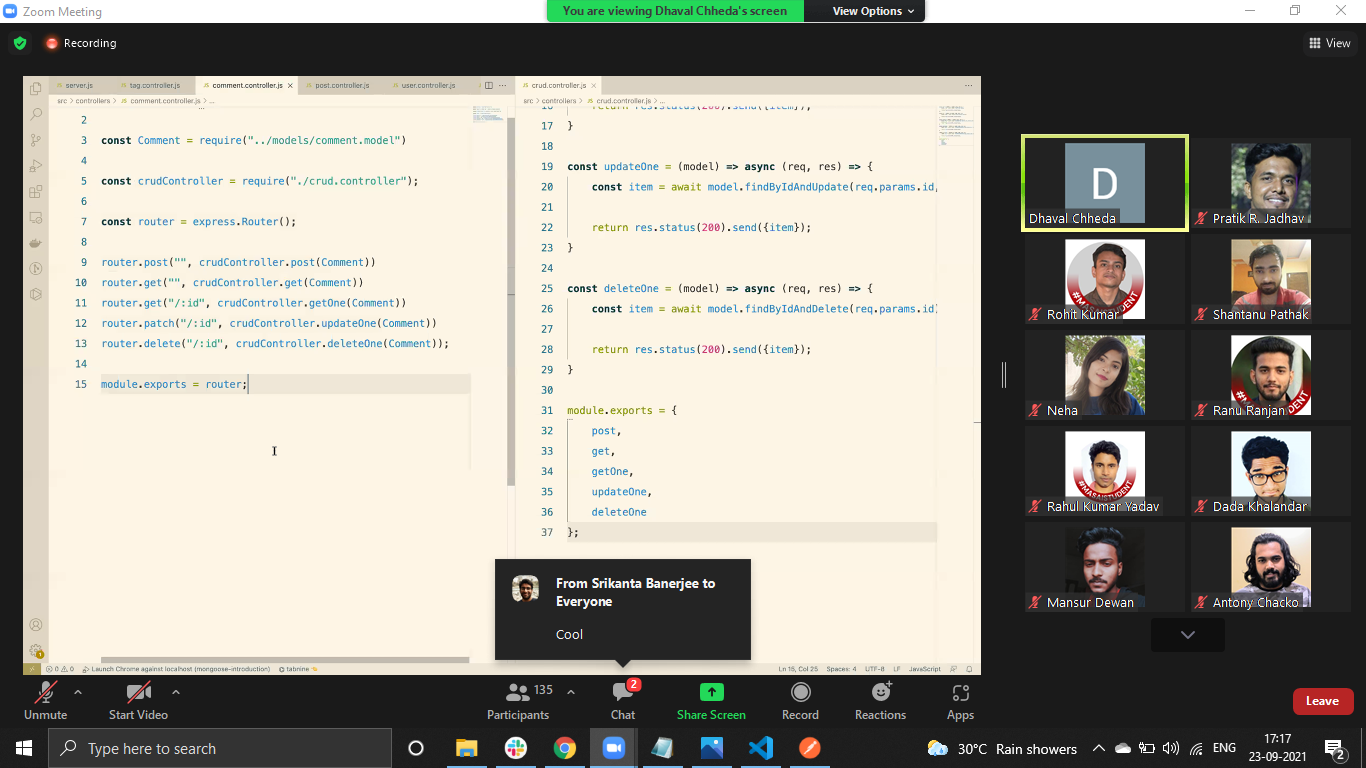 Zoom Meeting
You are viewing Dhaval Chheda's screen
View Options
Recording
View
server.js
tag.controller.js
comment.controller.js
post.controller.js
user.controller.js
src > controllers > comment.controller.js > ...
2
3 const Comment = require("../models/comment.model")
4
5 const crudController = require("./crud.controller");
6
7 const router = express.Router();
8
9 router.post("", crudController.post(Comment))
10 router.get("", crudController.get(Comment))
11 router.get("/:id", crudController.getOne(Comment))
12 router.patch("/:id", crudController.updateOne(Comment))
13 router.delete("/:id", crudController.deleteOne(Comment));
14
15 module.exports = router;
crud.controller.js
src > controllers > crud.controller.js > ...
16 return res.status(200).send({item});
17 }
18
19 const updateOne = (model) => async (req, res) => {
20 const item = await model.findByIdAndUpdate(req.params.id,
21
22 return res.status(200).send({item});
23 }
24
25 const deleteOne = (model) => async (req, res) => {
26 const item = await model.findByIdAndDelete(req.params.id
27
28 return res.status(200).send({item});
29 }
30
31 module.exports = {
32 post,
33 get,
34 getOne,
35 updateOne,
36 deleteOne
37 };
D
Dhaval Chheda
Pratik R. Jadhav
Rohit Kumar
Shantanu Pathak
Neha
Ranu Ranjan
Rahul Kumar Yadav
#MASAISTUDENT
Dada Khalandar
Mansur Dewan
Antony Chacko
From Srikanta Banerjee to
Everyone
Cool
0 0 Launch Chrome against localhost (mongoose-introduction) tabnine
Ln 15, Col 25 Spaces: 4 UTF-8 LF JavaScript
Unmute
Start Video
135
Participants
2
Chat
Share Screen
Record
Reactions
Apps
Leave
Type here to search
30°C Rain showers
ENG
17:17
23-09-2021
2